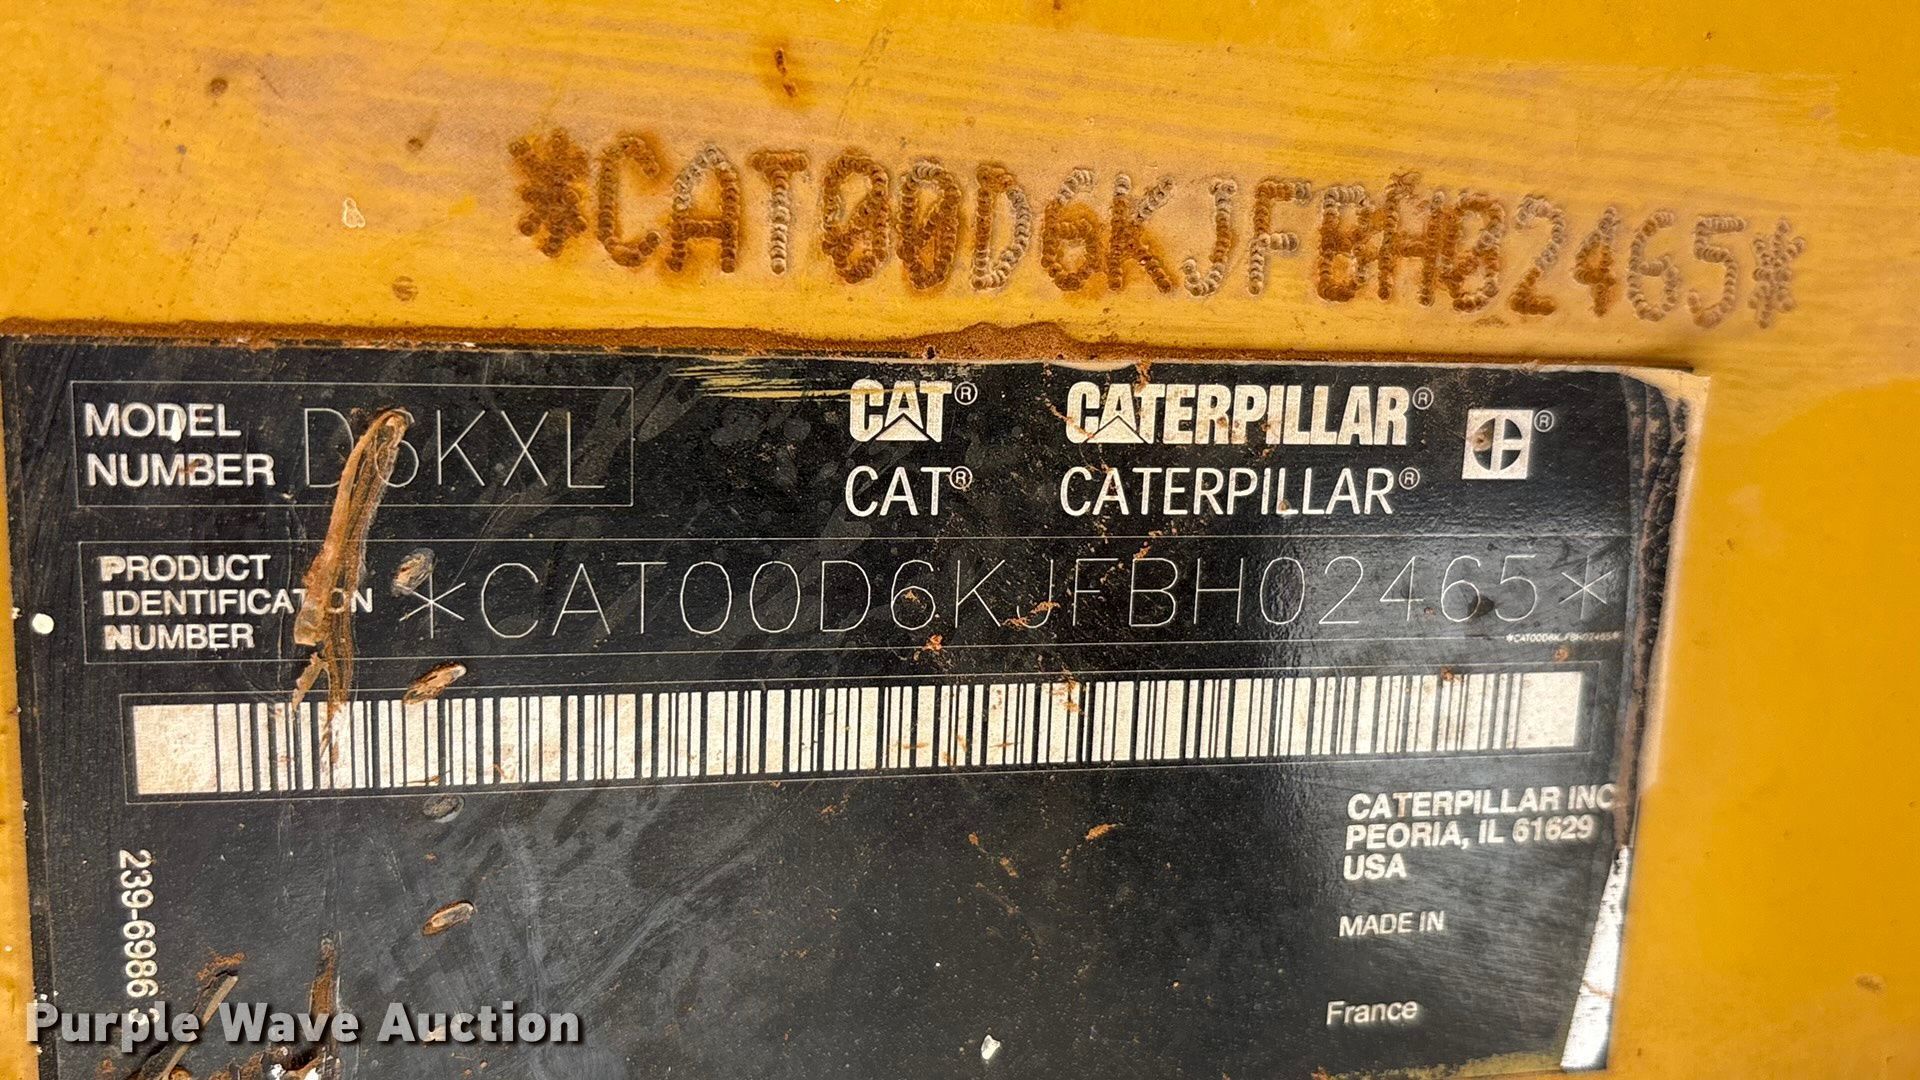 *CAT00D6KJFBH02465*
MODEL NUMBER D6KXL
CAT® CATERPILLAR®
CAT® CATERPILLAR®
PRODUCT IDENTIFICATION NUMBER *CAT00D6KJFBH02465*
*CAT00D6KJFBH02465*
CATERPILLAR INC
PEORIA, IL 61629
USA
MADE IN
France
239-6986
Purple Wave Auction